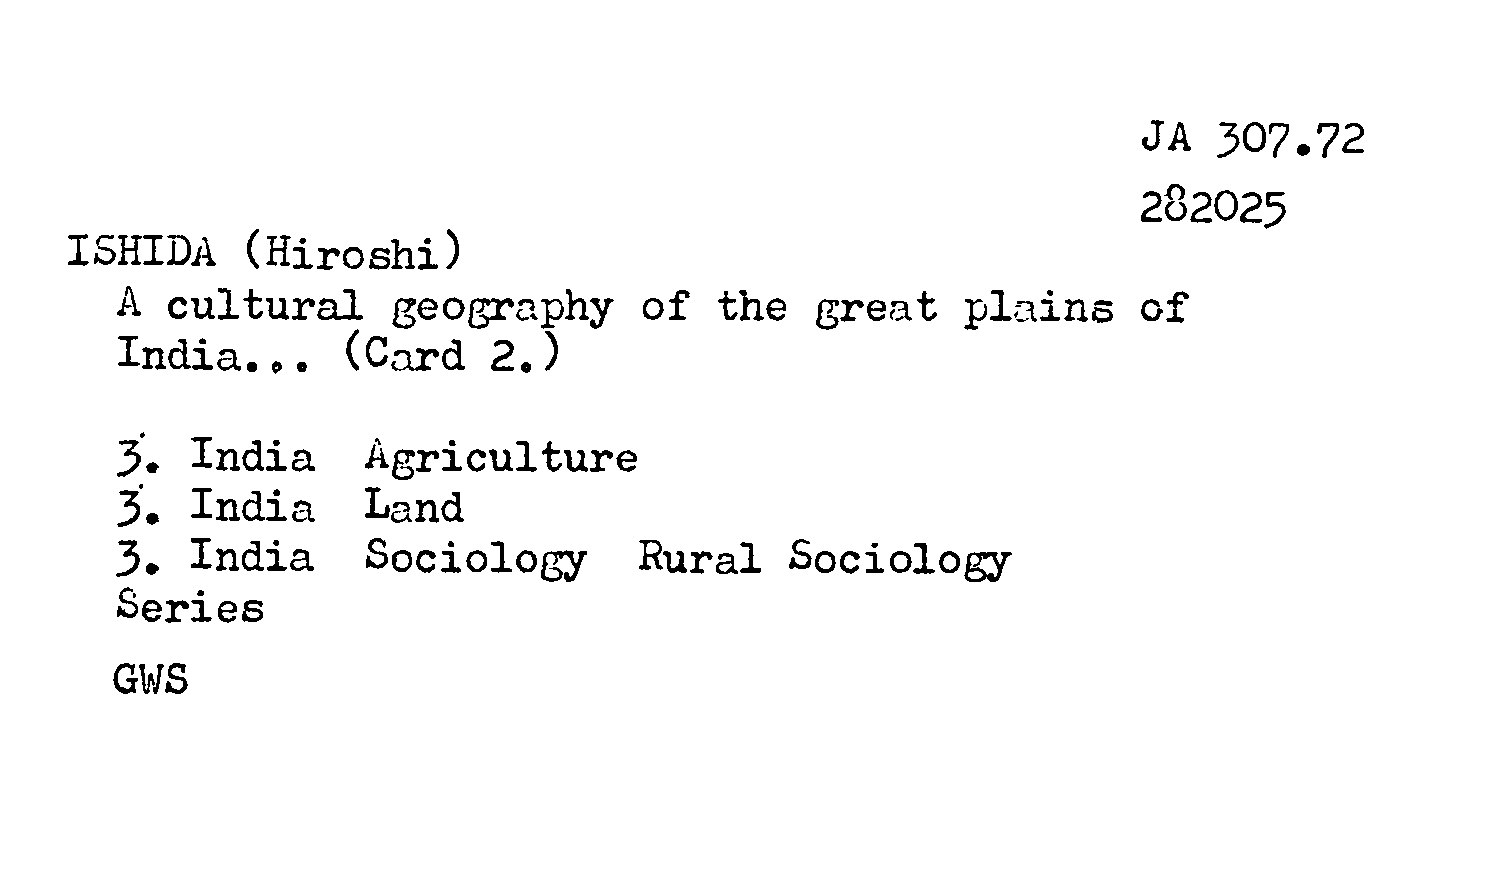 JA 307.72
282025
ISHIDA (Hiroshi)
A cultural geography of the great plains of
India... (Card 2.)
3. India Agriculture
3. India Land
3. India Sociology Rural Sociology
Series
GWS